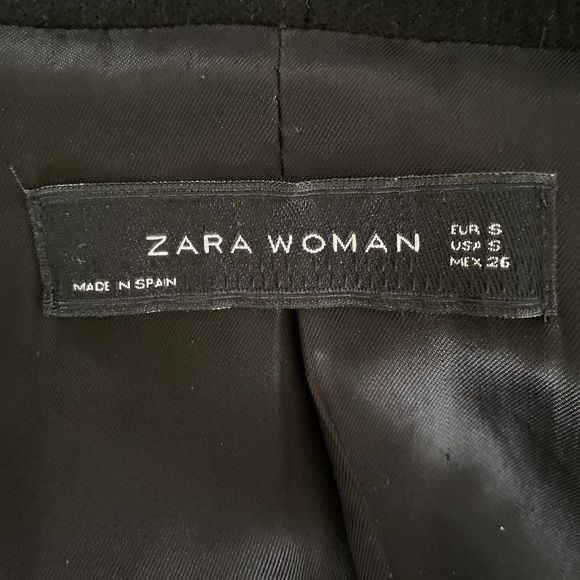 ZARA WOMAN
EUR S
USA S
MEX 26
MADE IN SPAIN